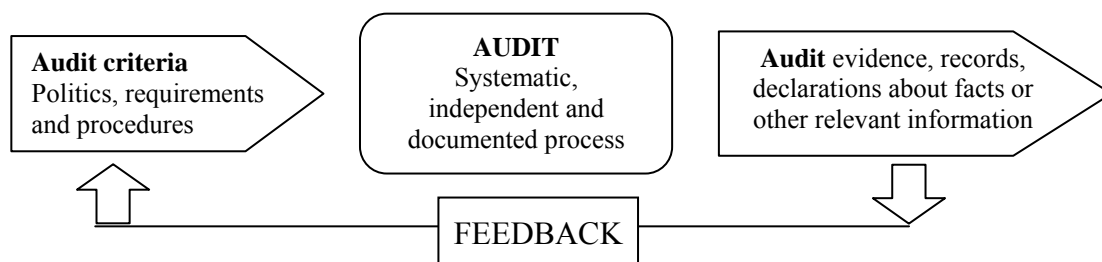 Audit criteria
Politics, requirements
and procedures
AUDIT
Systematic,
independent and
documented process
Audit evidence, records,
declarations about facts or
other relevant information
FEEDBACK